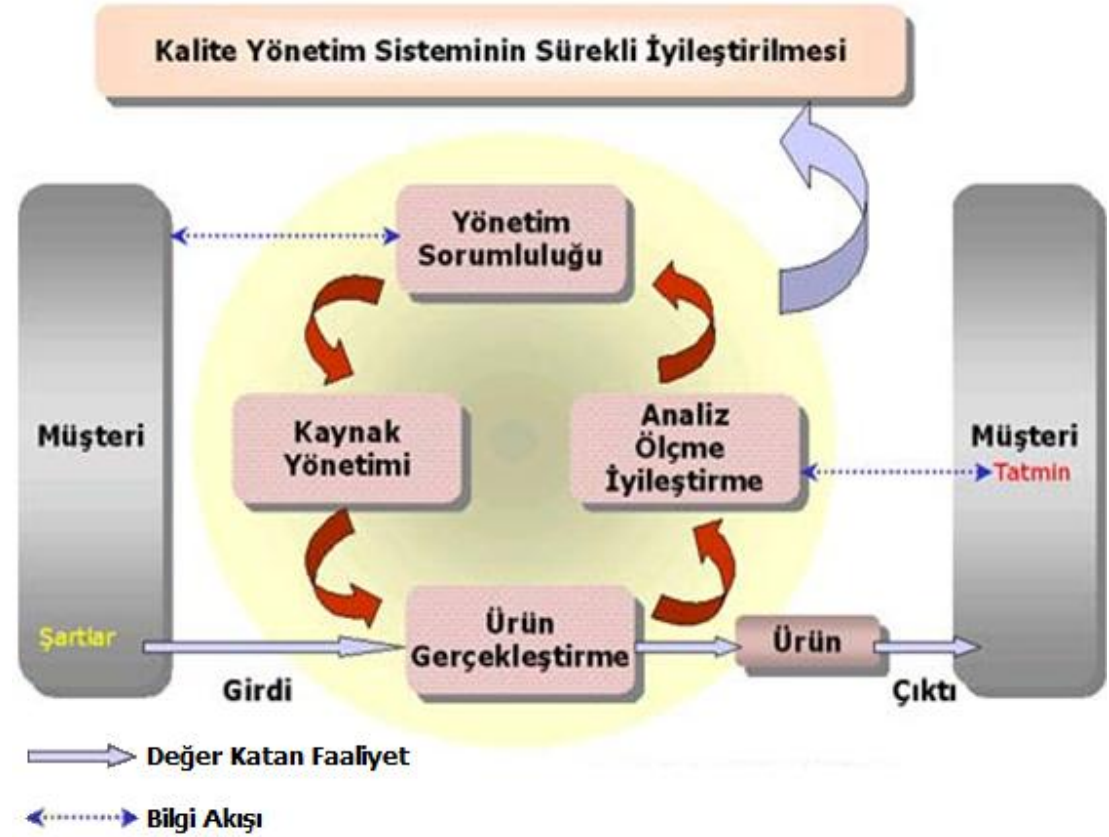 Kalite Yönetim Sisteminin Sürekli İyileştirilmesi
Yönetim
Sorumluluğu
Müşteri
Kaynak
Yönetimi
Analiz
Ölçme
İyileştirme
Müşteri
Tatmin
Şartlar
Girdi
Ürün
Gerçekleştirme
Ürün
Çıktı
Değer Katan Faaliyet
Bilgi Akışı